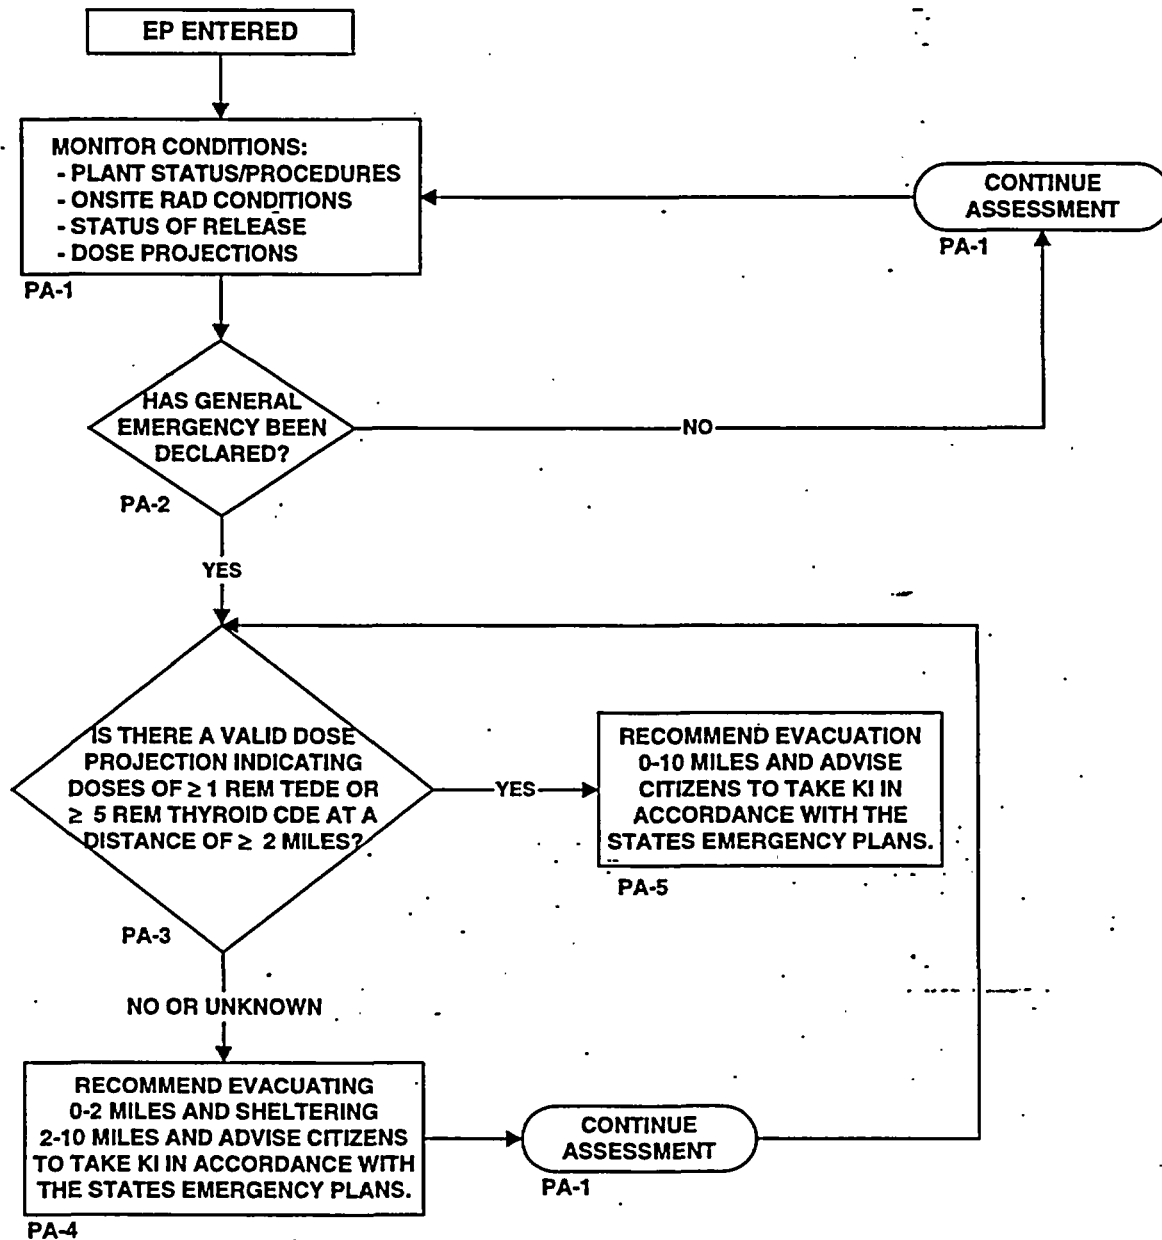 EP ENTERED
MONITOR CONDITIONS:
- PLANT STATUS/PROCEDURES
- ONSITE RAD CONDITIONS
- STATUS OF RELEASE
- DOSE PROJECTIONS
PA-1
CONTINUE
ASSESSMENT
PA-1
HAS GENERAL
EMERGENCY BEEN
DECLARED?
PA-2
NO
YES
IS THERE A VALID DOSE
PROJECTION INDICATING
DOSES OF ≥ 1 REM TEDE OR
≥ 5 REM THYROID CDE AT A
DISTANCE OF ≥ 2 MILES?
PA-3
YES
RECOMMEND EVACUATION
0-10 MILES AND ADVISE
CITIZENS TO TAKE KI IN
ACCORDANCE WITH THE
STATES EMERGENCY PLANS.
PA-5
NO OR UNKNOWN
RECOMMEND EVACUATING
0-2 MILES AND SHELTERING
2-10 MILES AND ADVISE CITIZENS
TO TAKE KI IN ACCORDANCE WITH
THE STATES EMERGENCY PLANS.
PA-4
CONTINUE
ASSESSMENT
PA-1